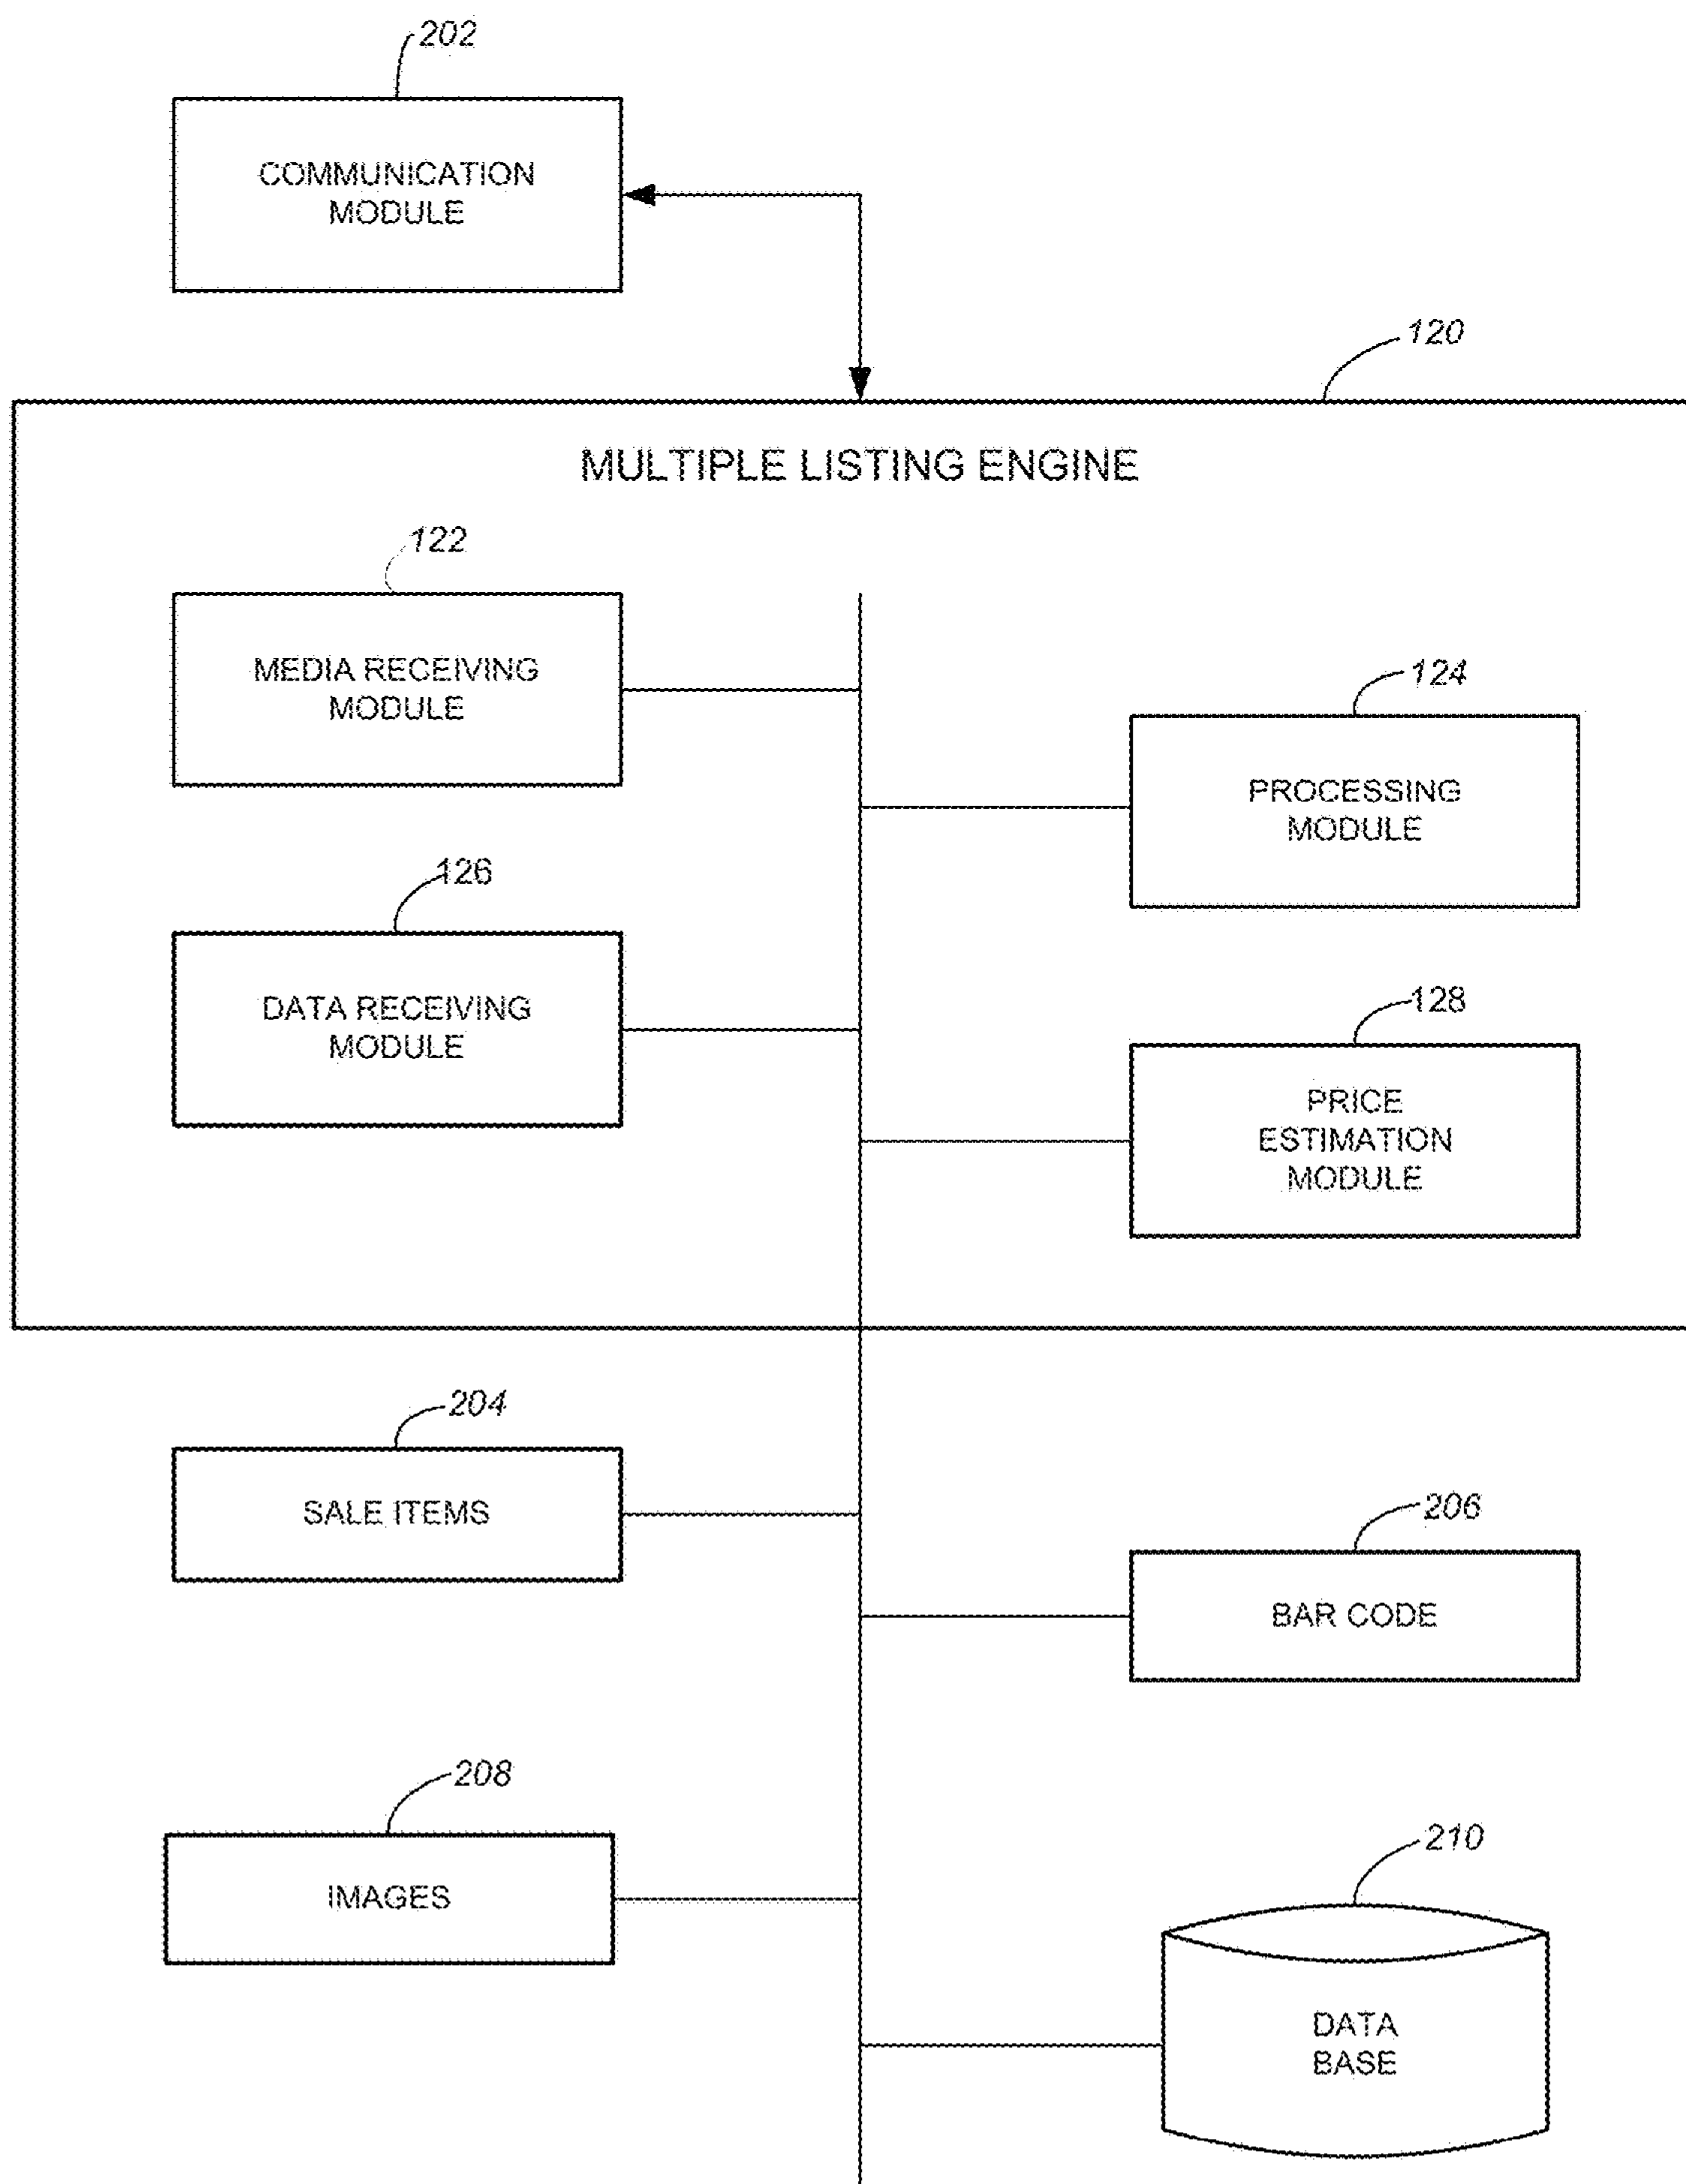 202
COMMUNICATION
MODULE
120
MULTIPLE LISTING ENGINE
122
MEDIA RECEIVING
MODULE
124
PROCESSING
MODULE
126
DATA RECEIVING
MODULE
128
PRICE
ESTIMATION
MODULE
204
SALE ITEMS
206
BAR CODE
208
IMAGES
210
DATA
BASE